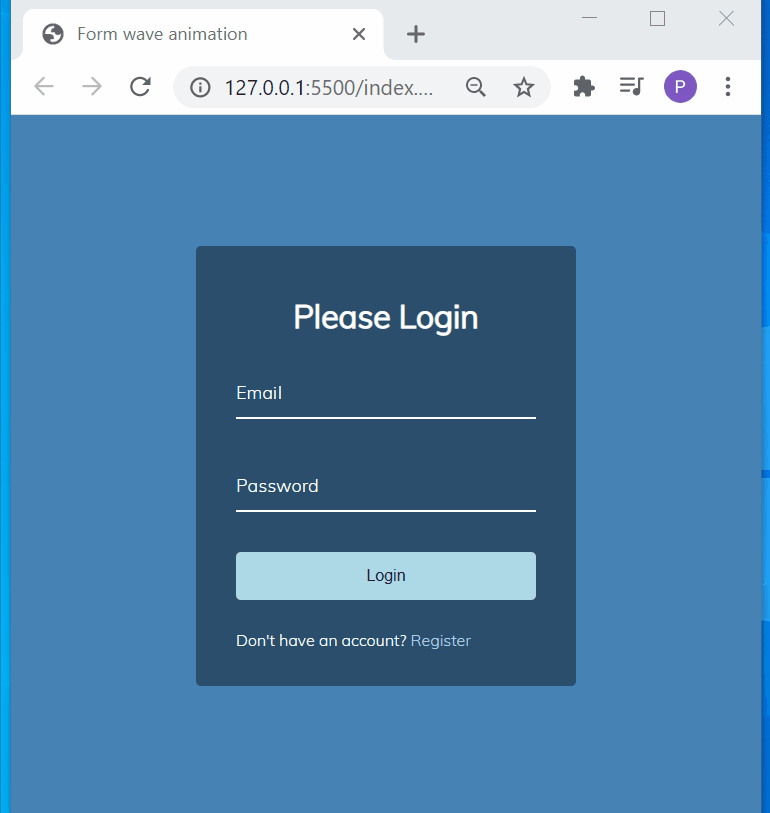 Form wave animation
127.0.0.1:5500/index....
P
Please Login
Email
Password
Login
Don't have an account? Register